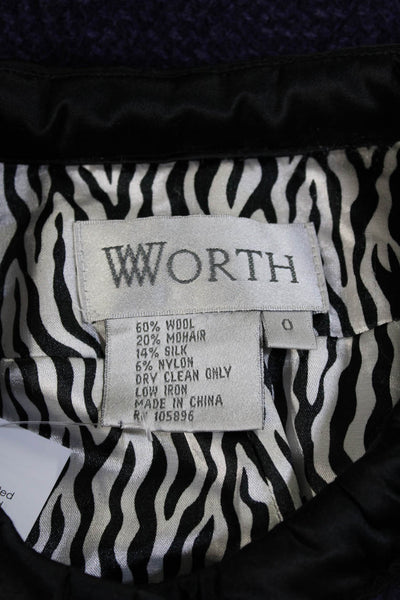 WORTH
0
60% WOOL
20% MOHAIR
14% SILK
6% NYLON
DRY CLEAN ONLY
LOW IRON
MADE IN CHINA
RN 105896